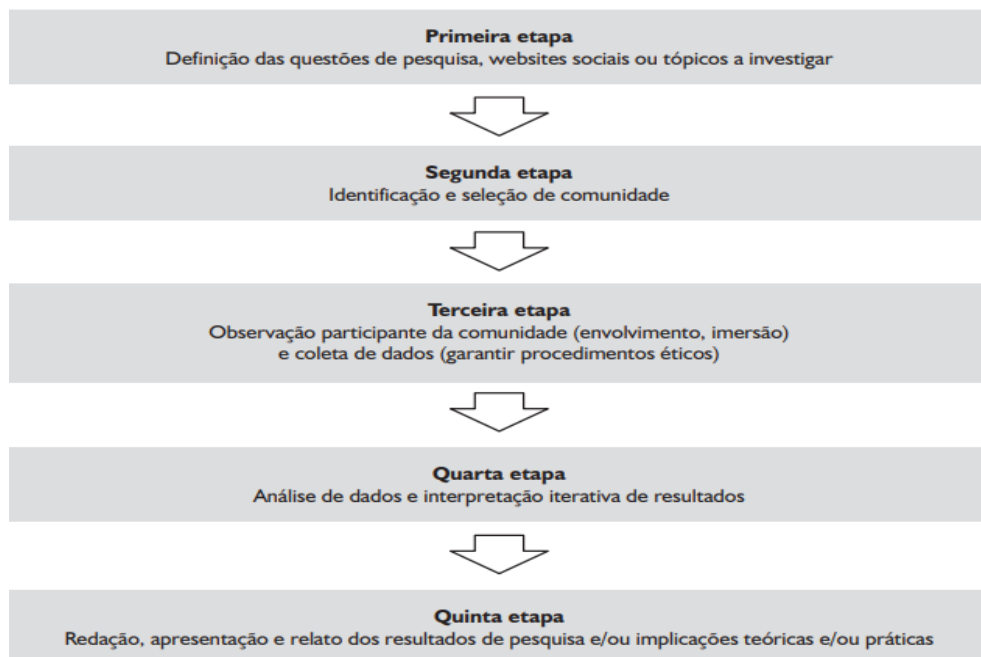 Primeira etapa
Definição das questões de pesquisa, websites sociais ou tópicos a investigar
Segunda etapa
Identificação e seleção de comunidade
Terceira etapa
Observação participante da comunidade (envolvimento, imersão)
e coleta de dados (garantir procedimentos éticos)
Quarta etapa
Análise de dados e interpretação iterativa de resultados
Quinta etapa
Redação, apresentação e relato dos resultados de pesquisa e/ou implicações teóricas e/ou práticas